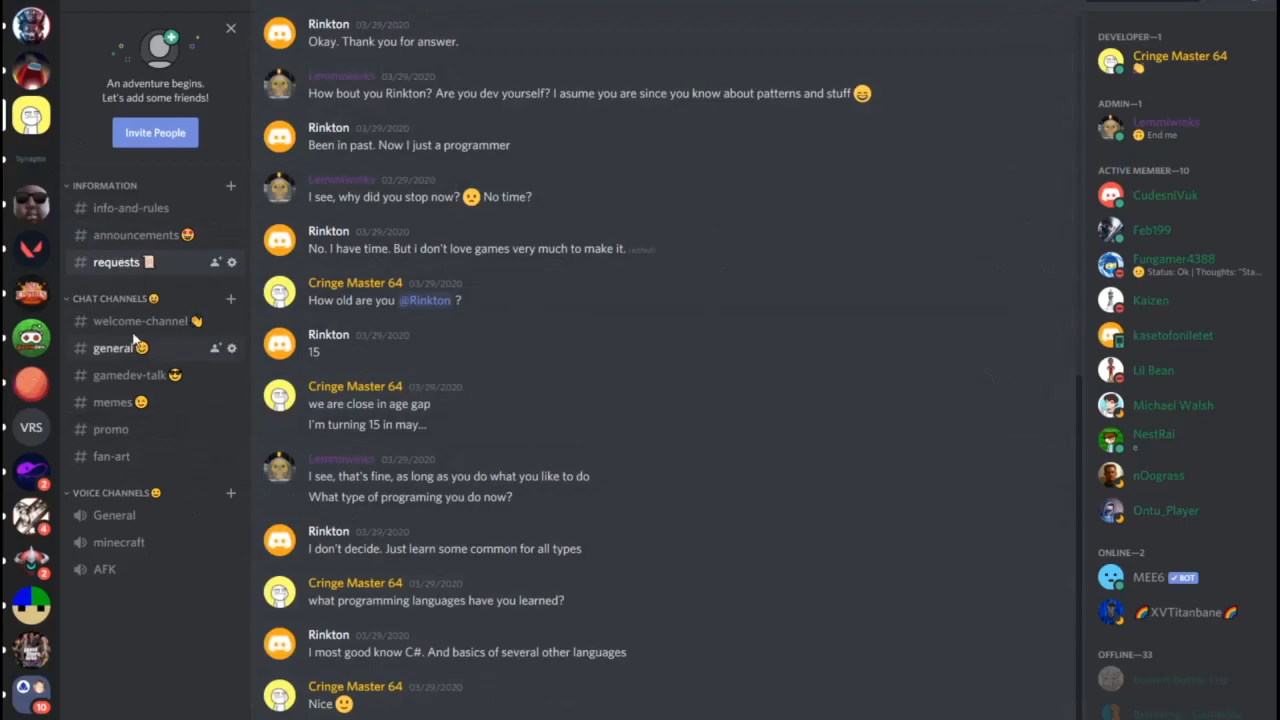 An adventure begins.
Let's add some friends!
Invite People
Synaptic
INFORMATION
info-and-rules
announcements
requests
CHAT CHANNELS
welcome-channel
general
gamedev-talk
memes
promo
fan-art
VRS
VOICE CHANNELS
General
minecraft
AFK
2
4
2
10
Rinkton 03/29/2020
Okay. Thank you for answer.
Lemmiwinks 03/29/2020
How bout you Rinkton? Are you dev yourself? I asume you are since you know about patterns and stuff
Rinkton 03/29/2020
Been in past. Now I just a programmer
Lemmiwinks 03/29/2020
I see, why did you stop now? No time?
Rinkton 03/29/2020
No. I have time. But i don't love games very much to make it. (edited)
Cringe Master 64 03/29/2020
How old are you @Rinkton ?
Rinkton 03/29/2020
15
Cringe Master 64 03/29/2020
we are close in age gap
I'm turning 15 in may...
Lemmiwinks 03/29/2020
I see, that's fine, as long as you do what you like to do
What type of programing you do now?
Rinkton 03/29/2020
I don't decide. Just learn some common for all types
Cringe Master 64 03/29/2020
what programming languages have you learned?
Rinkton 03/29/2020
I most good know C#. And basics of several other languages
Cringe Master 64 03/29/2020
Nice
DEVELOPER—1
Cringe Master 64
ADMIN—1
Lemmiwinks
End me
ACTIVE MEMBER—10
CudesniVuk
Feb199
Fungamer4388
Status: Ok | Thoughts: "Sta...
Kaizen
kasetofoniletet
Lil Bean
Michael Walsh
NestRai
e
nOograss
Ontu_Player
ONLINE—2
MEE6 ✓ BOT
XVTitanbane
OFFLINE—33